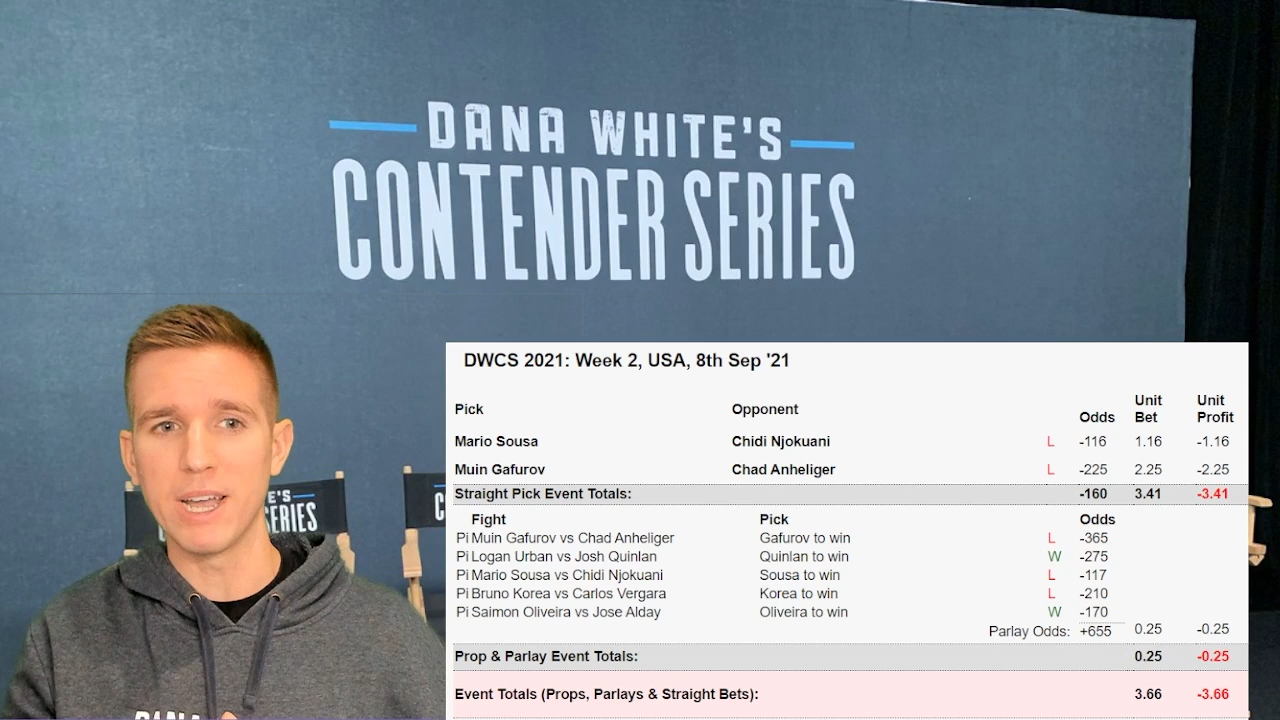 DANA WHITE'S
CONTENDER SERIES
DWCS 2021: Week 2, USA, 8th Sep '21
Pick Opponent Odds Unit Bet Unit Profit
Mario Sousa Chidi Njokuani L -116 1.16 -1.16
Muin Gafurov Chad Anheliger L -225 2.25 -2.25
Straight Pick Event Totals: -160 3.41 -3.41
Fight Pick Odds
Pi Muin Gafurov vs Chad Anheliger Gafurov to win L -365
Pi Logan Urban vs Josh Quinlan Quinlan to win W -275
Pi Mario Sousa vs Chidi Njokuani Sousa to win L -117
Pi Bruno Korea vs Carlos Vergara Korea to win L -210
Pi Saimon Oliveira vs Jose Alday Oliveira to win W -170
Parlay Odds: +655 0.25 -0.25
Prop & Parlay Event Totals: 0.25 -0.25
Event Totals (Props, Parlays & Straight Bets): 3.66 -3.66
E'S
SERIES
CO
DANA